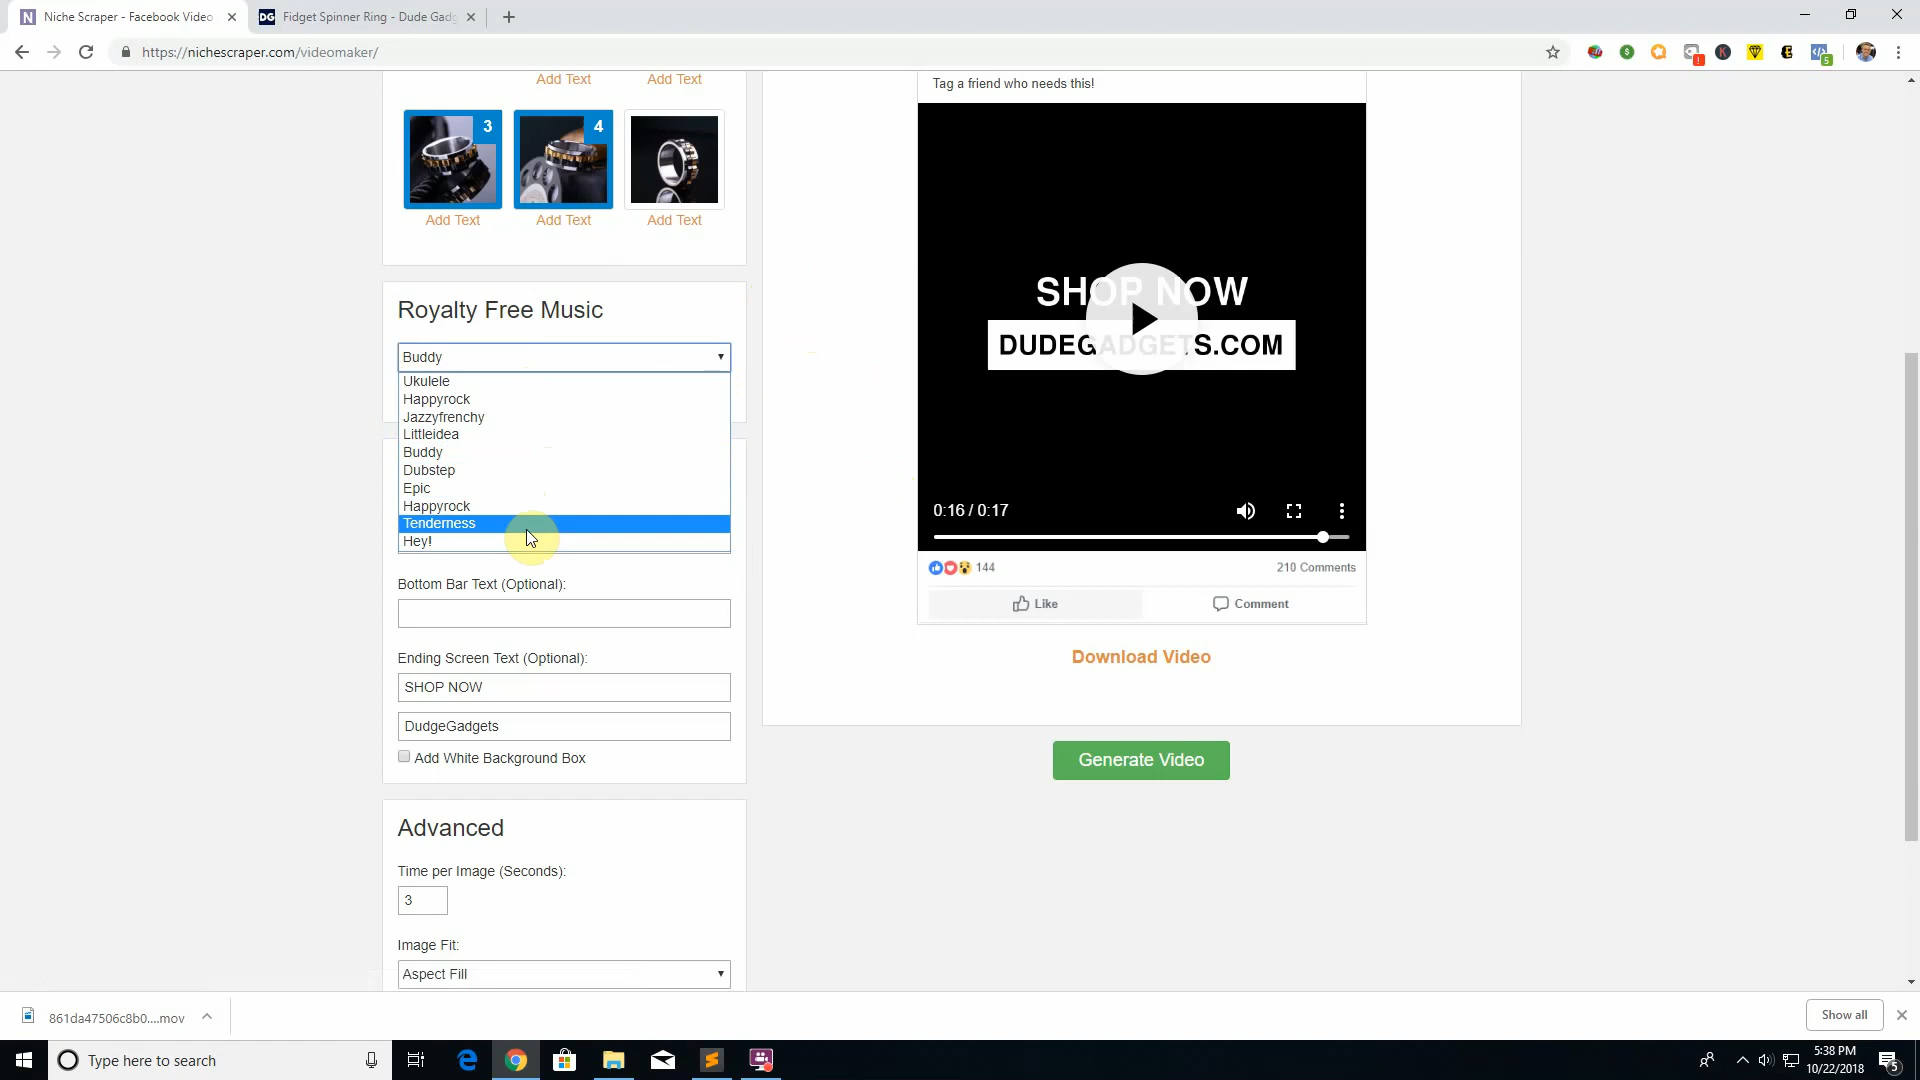 Niche Scraper - Facebook Video
DG Fidget Spinner Ring - Dude Gadg
https://nichescraper.com/videomaker/
Add Text
Add Text
3
4
Add Text
Add Text
Add Text
Royalty Free Music
Buddy
Ukulele
Happyrock
Jazzyfrenchy
Littleidea
Buddy
Dubstep
Epic
Happyrock
Tenderness
Hey!
Bottom Bar Text (Optional):
Ending Screen Text (Optional):
SHOP NOW
DudgeGadgets
Add White Background Box
Advanced
Time per Image (Seconds):
3
Image Fit:
Aspect Fill
Tag a friend who needs this!
SHOP NOW
DUDEGADGETS.COM
0:16 / 0:17
144
210 Comments
Like
Comment
Download Video
Generate Video
861da47506c8b0....mov
Show all
Type here to search
5:38 PM
10/22/2018
5